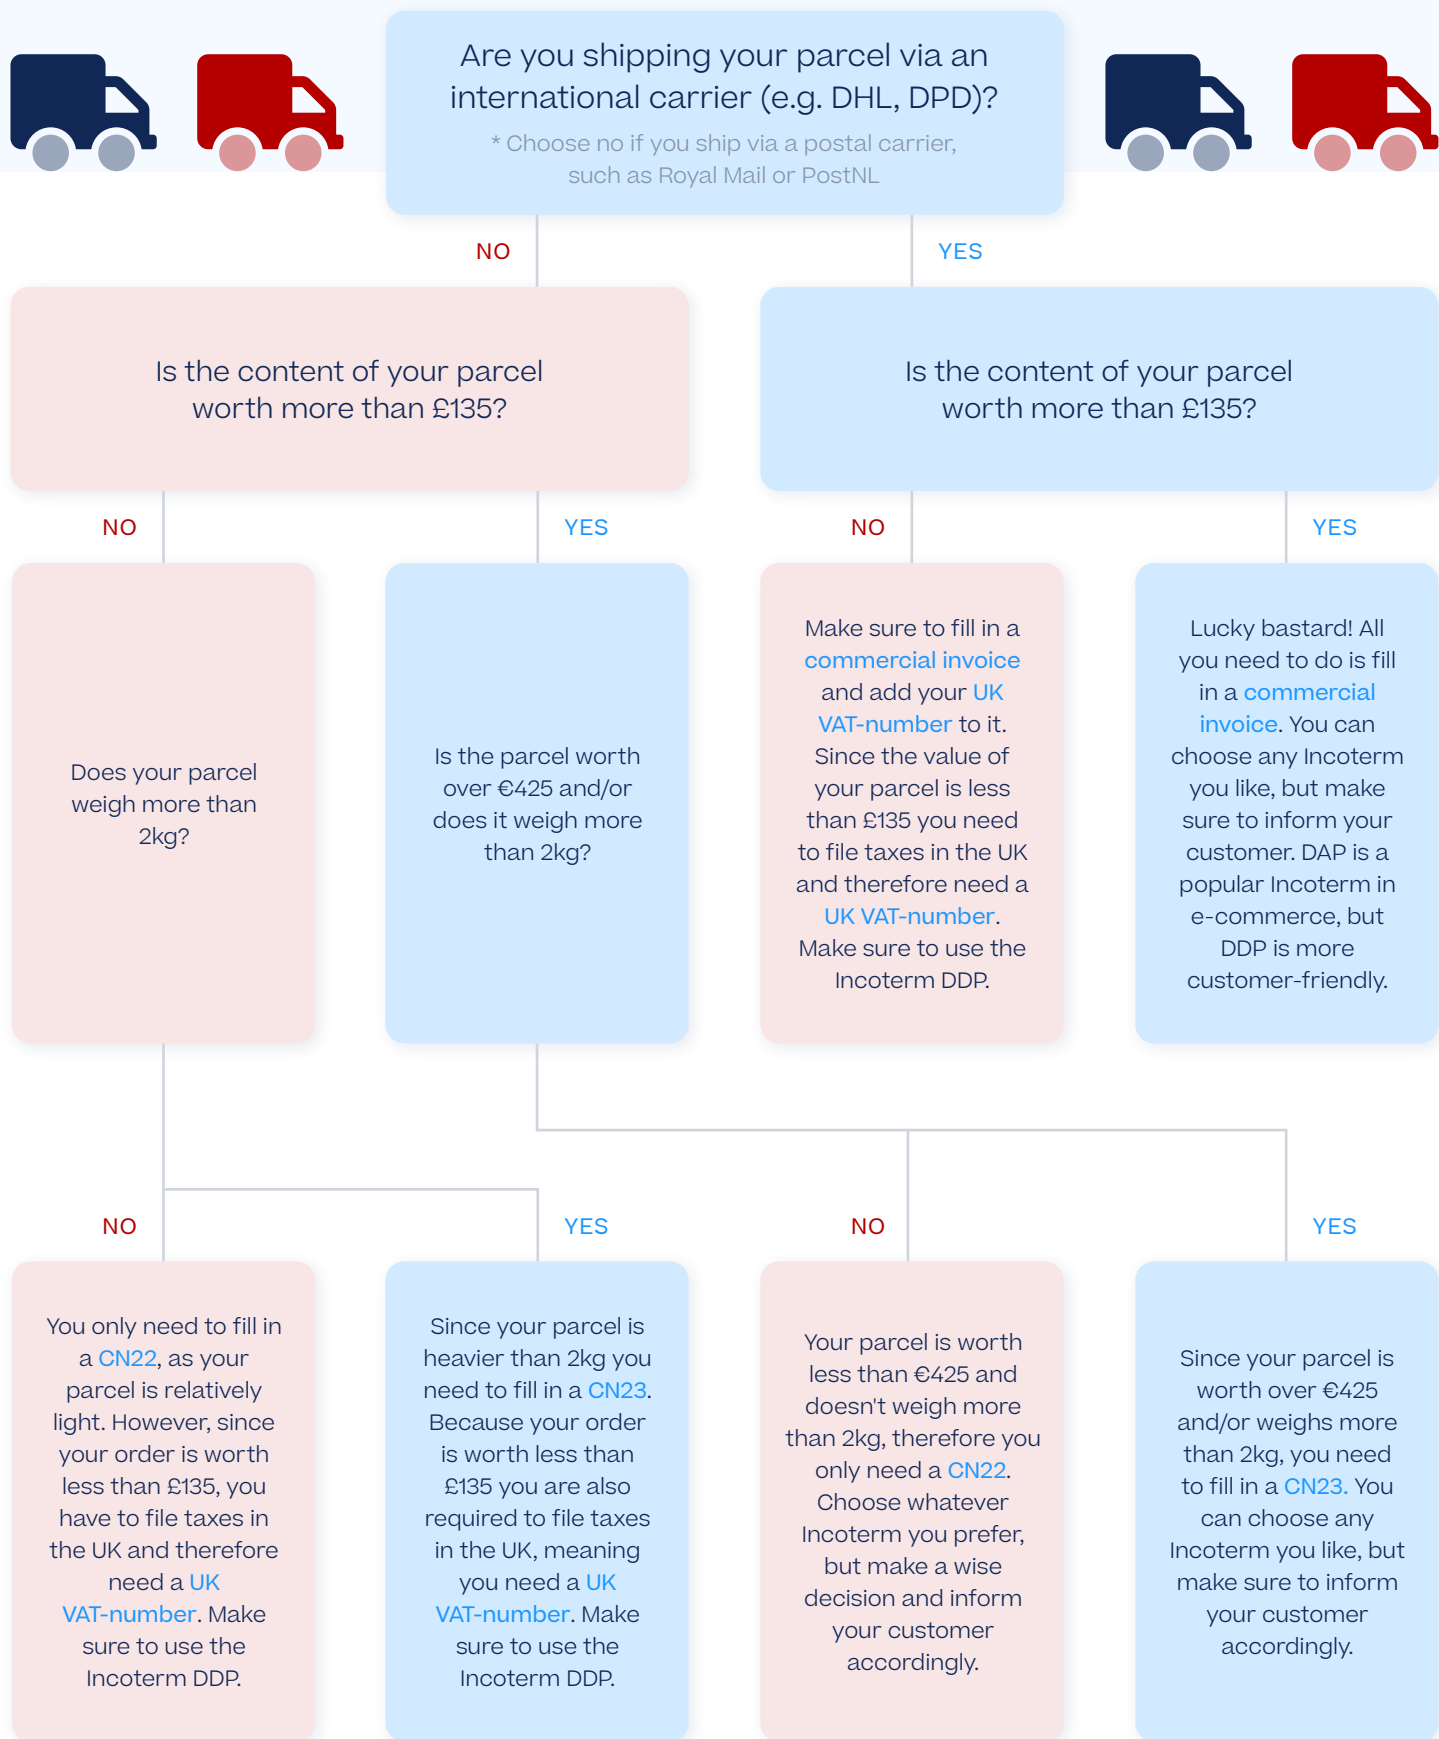 Are you shipping your parcel via an
international carrier (e.g. DHL, DPD)?
* Choose no if you ship via a postal carrier,
such as Royal Mail or PostNL
NO
YES
Is the content of your parcel
worth more than £135?
Is the content of your parcel
worth more than £135?
NO
YES
NO
YES
Does your parcel
weigh more than
2kg?
Is the parcel worth
over €425 and/or
does it weigh more
than 2kg?
Make sure to fill in a
commercial invoice
and add your UK
VAT-number to it.
Since the value of
your parcel is less
than £135 you need
to file taxes in the UK
and therefore need a
UK VAT-number.
Make sure to use the
Incoterm DDP.
Lucky bastard! All
you need to do is fill
in a commercial
invoice. You can
choose any Incoterm
you like, but make
sure to inform your
customer. DAP is a
popular Incoterm in
e-commerce, but
DDP is more
customer-friendly.
NO
YES
NO
YES
You only need to fill in
a CN22, as your
parcel is relatively
light. However, since
your order is worth
less than £135, you
have to file taxes in
the UK and therefore
need a UK
VAT-number. Make
sure to use the
Incoterm DDP.
Since your parcel is
heavier than 2kg you
need to fill in a CN23.
Because your order
is worth less than
£135 you are also
required to file taxes
in the UK, meaning
you need a UK
VAT-number. Make
sure to use the
Incoterm DDP.
Your parcel is worth
less than €425 and
doesn't weigh more
than 2kg, therefore you
only need a CN22.
Choose whatever
Incoterm you prefer,
but make a wise
decision and inform
your customer
accordingly.
Since your parcel is
worth over €425
and/or weighs more
than 2kg, you need
to fill in a CN23. You
can choose any
Incoterm you like, but
make sure to inform
your customer
accordingly.